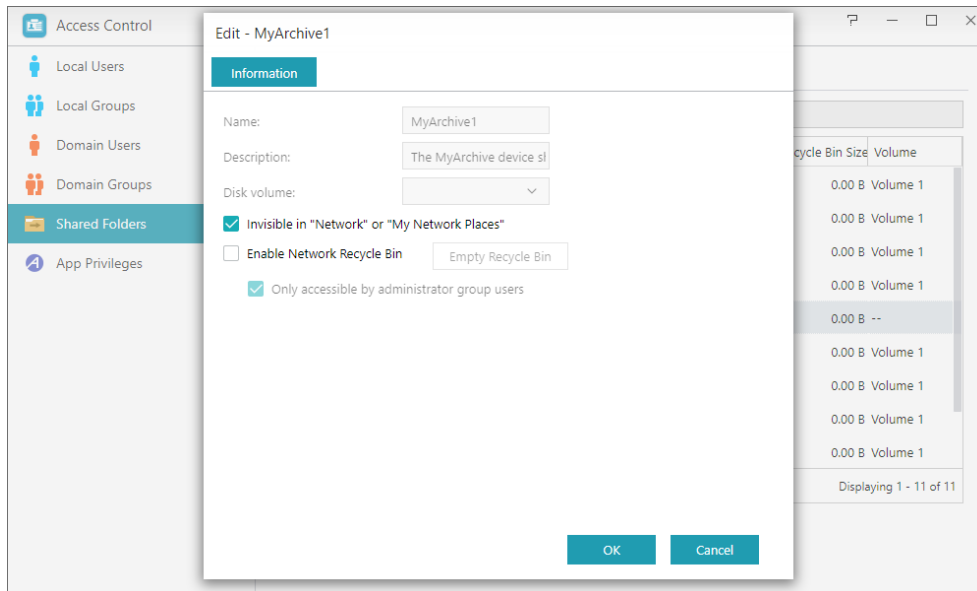 Access Control
Local Users
Local Groups
Domain Users
Domain Groups
Shared Folders
App Privileges
Edit - MyArchive1
Information
Name:
MyArchive1
Description:
The MyArchive device
Disk volume:
Invisible in "Network" or "My Network Places"
Enable Network Recycle Bin
Empty Recycle Bin
Only accessible by administrator group users
OK
Cancel
Bin Size Volume
0.00 B Volume 1
0.00 B Volume 1
0.00 B Volume 1
0.00 B Volume 1
0.00 B --
0.00 B Volume 1
0.00 B Volume 1
0.00 B Volume 1
0.00 B Volume 1
Displaying 1 - 11 of 11